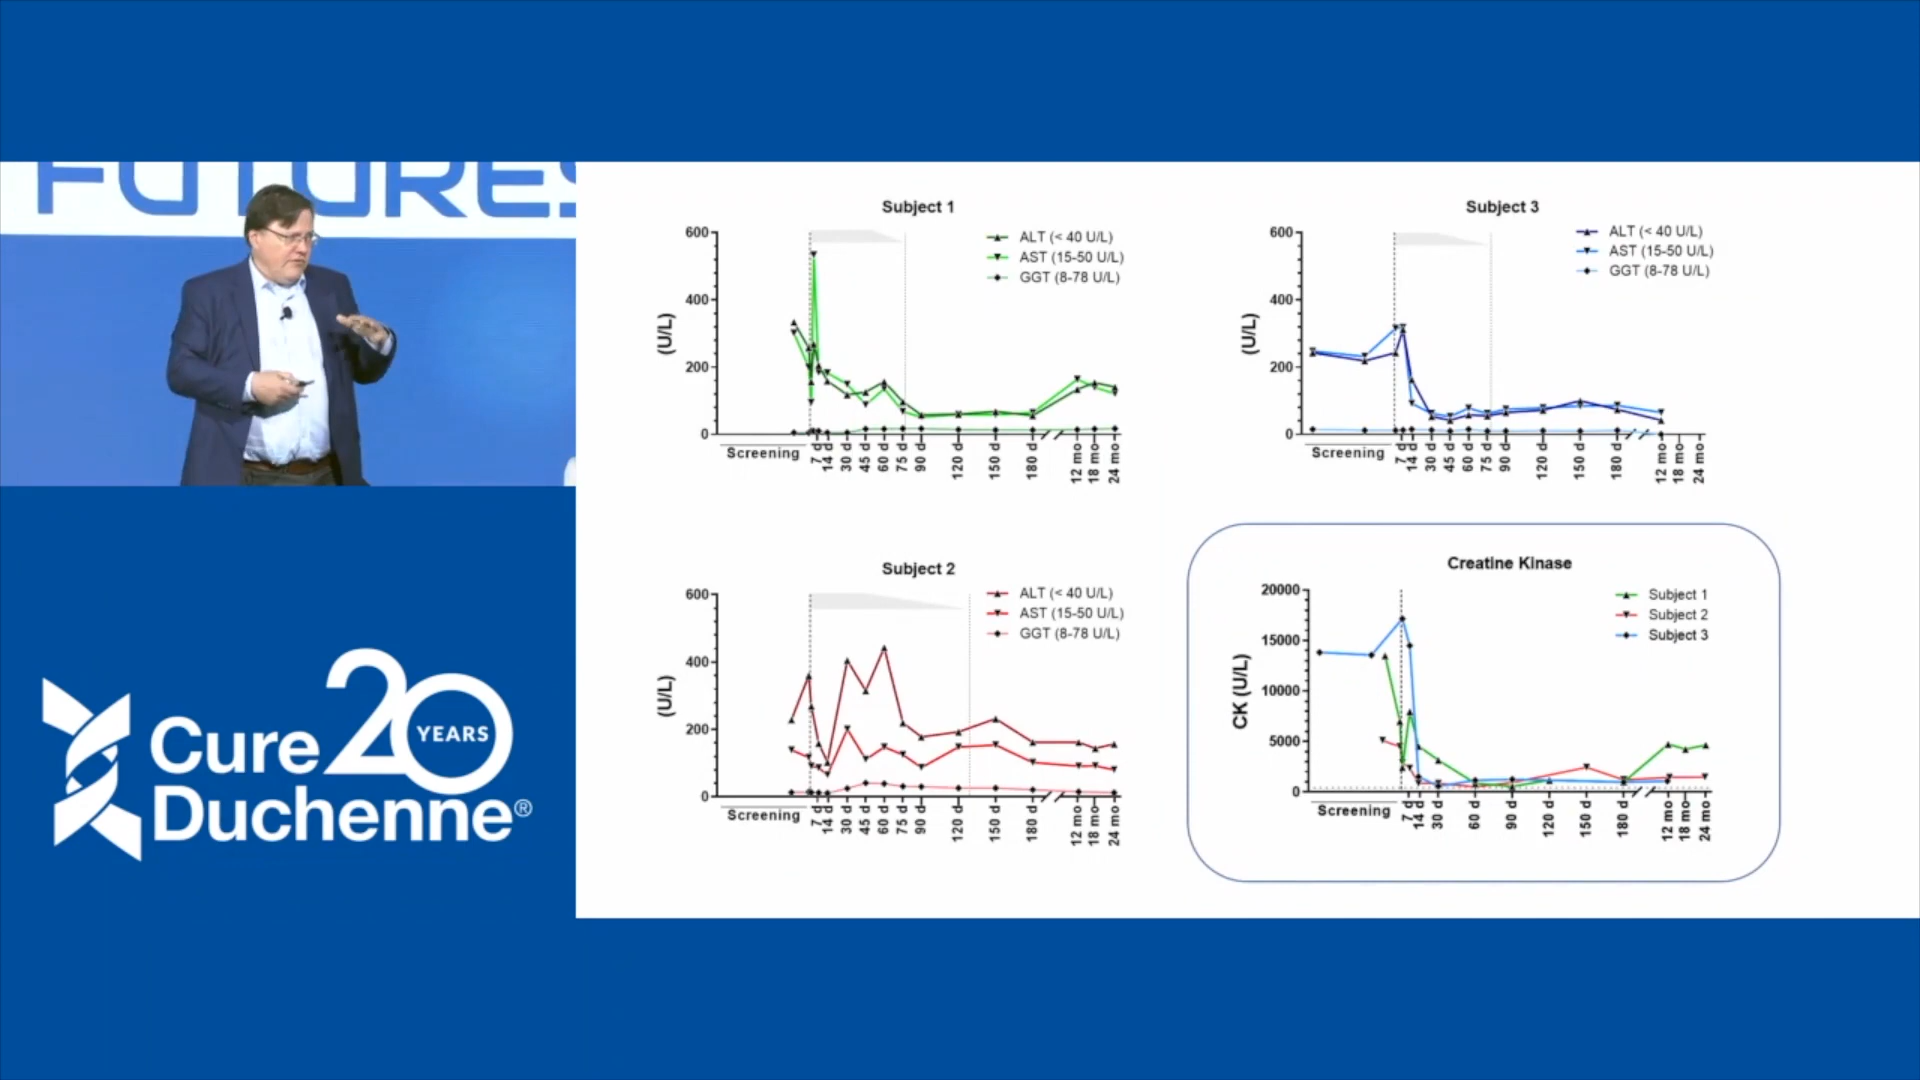 FUTURES
Cure
Duchenne®
20
YEARS
Subject 1
600
400
200
0
(U/L)
ALT (< 40 U/L)
AST (15-50 U/L)
GGT (8-78 U/L)
Screening
7 d
14 d
30 d
45 d
60 d
75 d
90 d
120 d
150 d
180 d
12 mo
18 mo
24 mo
Subject 3
600
400
200
0
(U/L)
ALT (< 40 U/L)
AST (15-50 U/L)
GGT (8-78 U/L)
Screening
7 d
14 d
30 d
45 d
60 d
75 d
90 d
120 d
150 d
180 d
12 mo
18 mo
24 mo
Subject 2
600
400
200
0
(U/L)
ALT (< 40 U/L)
AST (15-50 U/L)
GGT (8-78 U/L)
Screening
7 d
14 d
30 d
45 d
60 d
75 d
90 d
120 d
150 d
180 d
12 mo
18 mo
24 mo
Creatine Kinase
20000
15000
10000
5000
0
CK (U/L)
Subject 1
Subject 2
Subject 3
Screening
7 d
14 d
30 d
60 d
90 d
120 d
150 d
180 d
12 mo
18 mo
24 mo